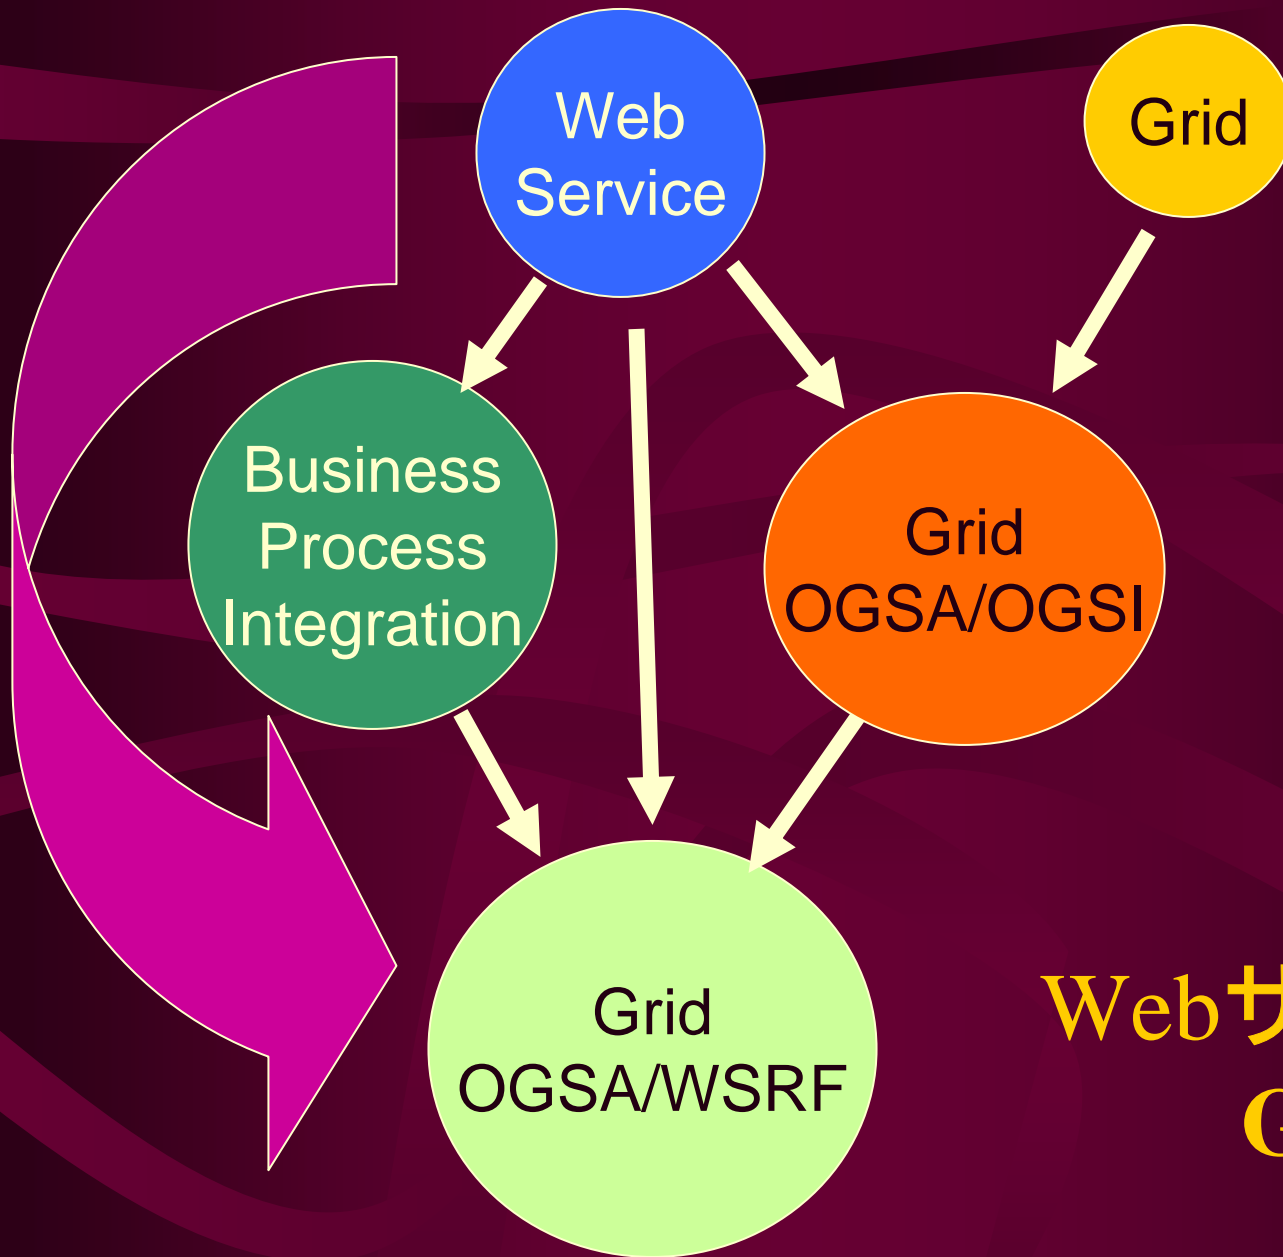 Web
Service
Grid
Business
Process
Integration
Grid
OGSA/OGSI
Grid
OGSA/WSRF
Webサ
G